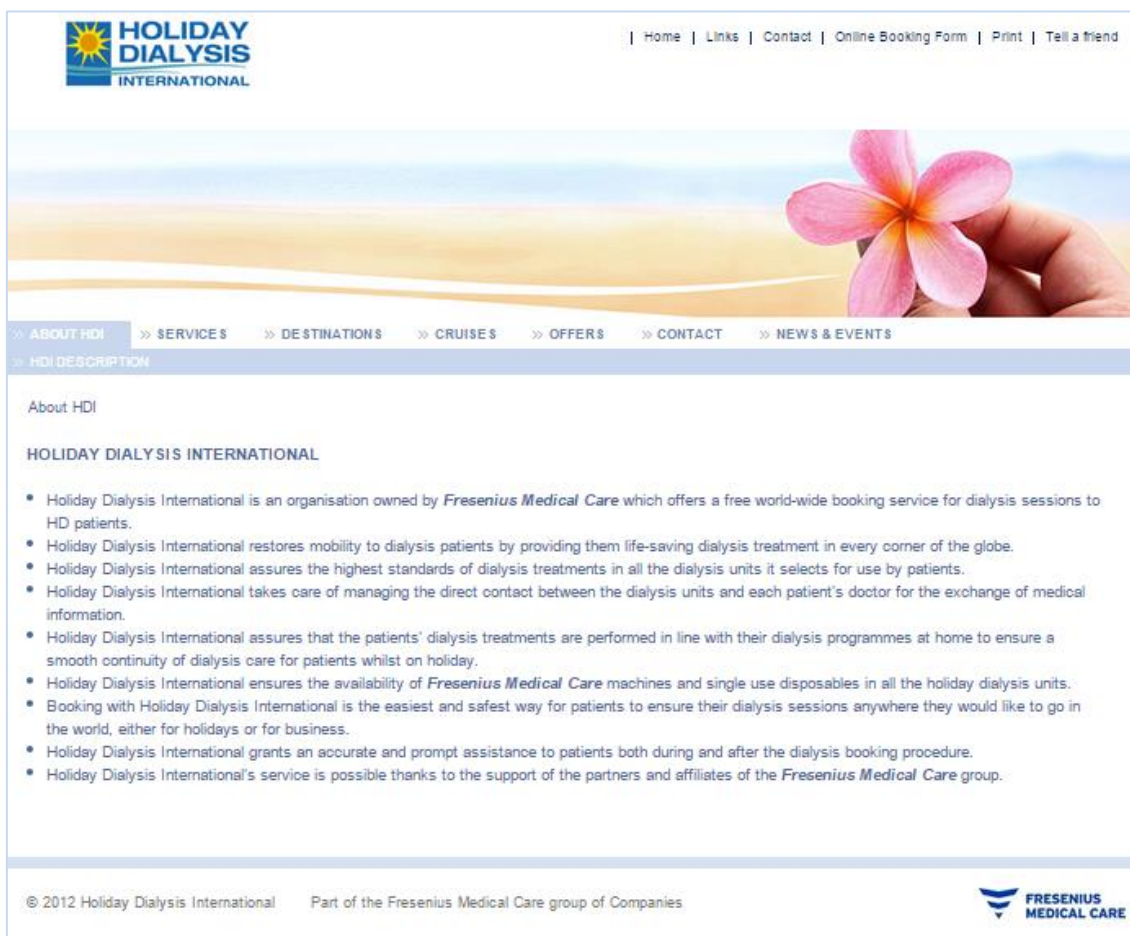 HOLIDAY
DIALYSIS
INTERNATIONAL
| Home | Links | Contact | Online Booking Form | Print | Tell a friend
» ABOUT HDI » SERVICES » DESTINATIONS » CRUISES » OFFERS » CONTACT » NEWS & EVENTS
» HDI DESCRIPTION
About HDI
HOLIDAY DIALYSIS INTERNATIONAL
• Holiday Dialysis International is an organisation owned by Fresenius Medical Care which offers a free world-wide booking service for dialysis sessions to
HD patients.
• Holiday Dialysis International restores mobility to dialysis patients by providing them life-saving dialysis treatment in every corner of the globe.
• Holiday Dialysis International assures the highest standards of dialysis treatments in all the dialysis units it selects for use by patients.
• Holiday Dialysis International takes care of managing the direct contact between the dialysis units and each patient's doctor for the exchange of medical
information.
• Holiday Dialysis International assures that the patients' dialysis treatments are performed in line with their dialysis programmes at home to ensure a
smooth continuity of dialysis care for patients whilst on holiday.
• Holiday Dialysis International ensures the availability of Fresenius Medical Care machines and single use disposables in all the holiday dialysis units.
• Booking with Holiday Dialysis International is the easiest and safest way for patients to ensure their dialysis sessions anywhere they would like to go in
the world, either for holidays or for business.
• Holiday Dialysis International grants an accurate and prompt assistance to patients both during and after the dialysis booking procedure.
• Holiday Dialysis International's service is possible thanks to the support of the partners and affiliates of the Fresenius Medical Care group.
© 2012 Holiday Dialysis International Part of the Fresenius Medical Care group of Companies
FRESENIUS
MEDICAL CARE